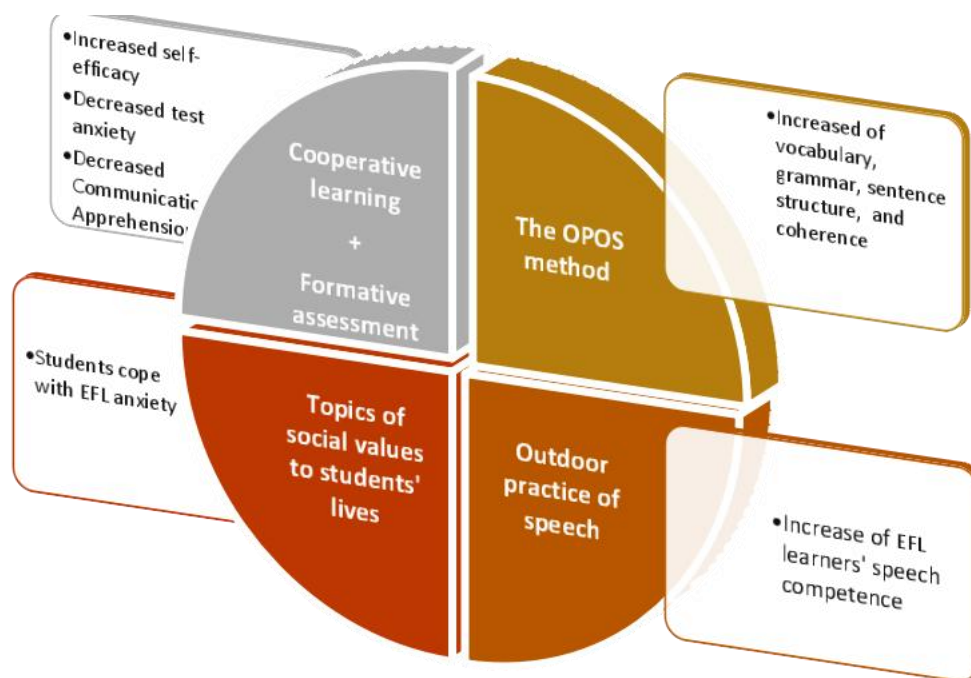 •Increased self-
efficacy
•Decreased test
anxiety
•Decreased
Communicatic
Apprehension
Cooperative
learning
+
Formative
assessment
The OPOS
method
•Increased of
vocabulary,
grammar, sentence
structure, and
coherence
•Students cope
with EFL anxiety
Topics of
social values
to students'
lives
Outdoor
practice of
speech
•Increase of EFL
learners' speech
competence